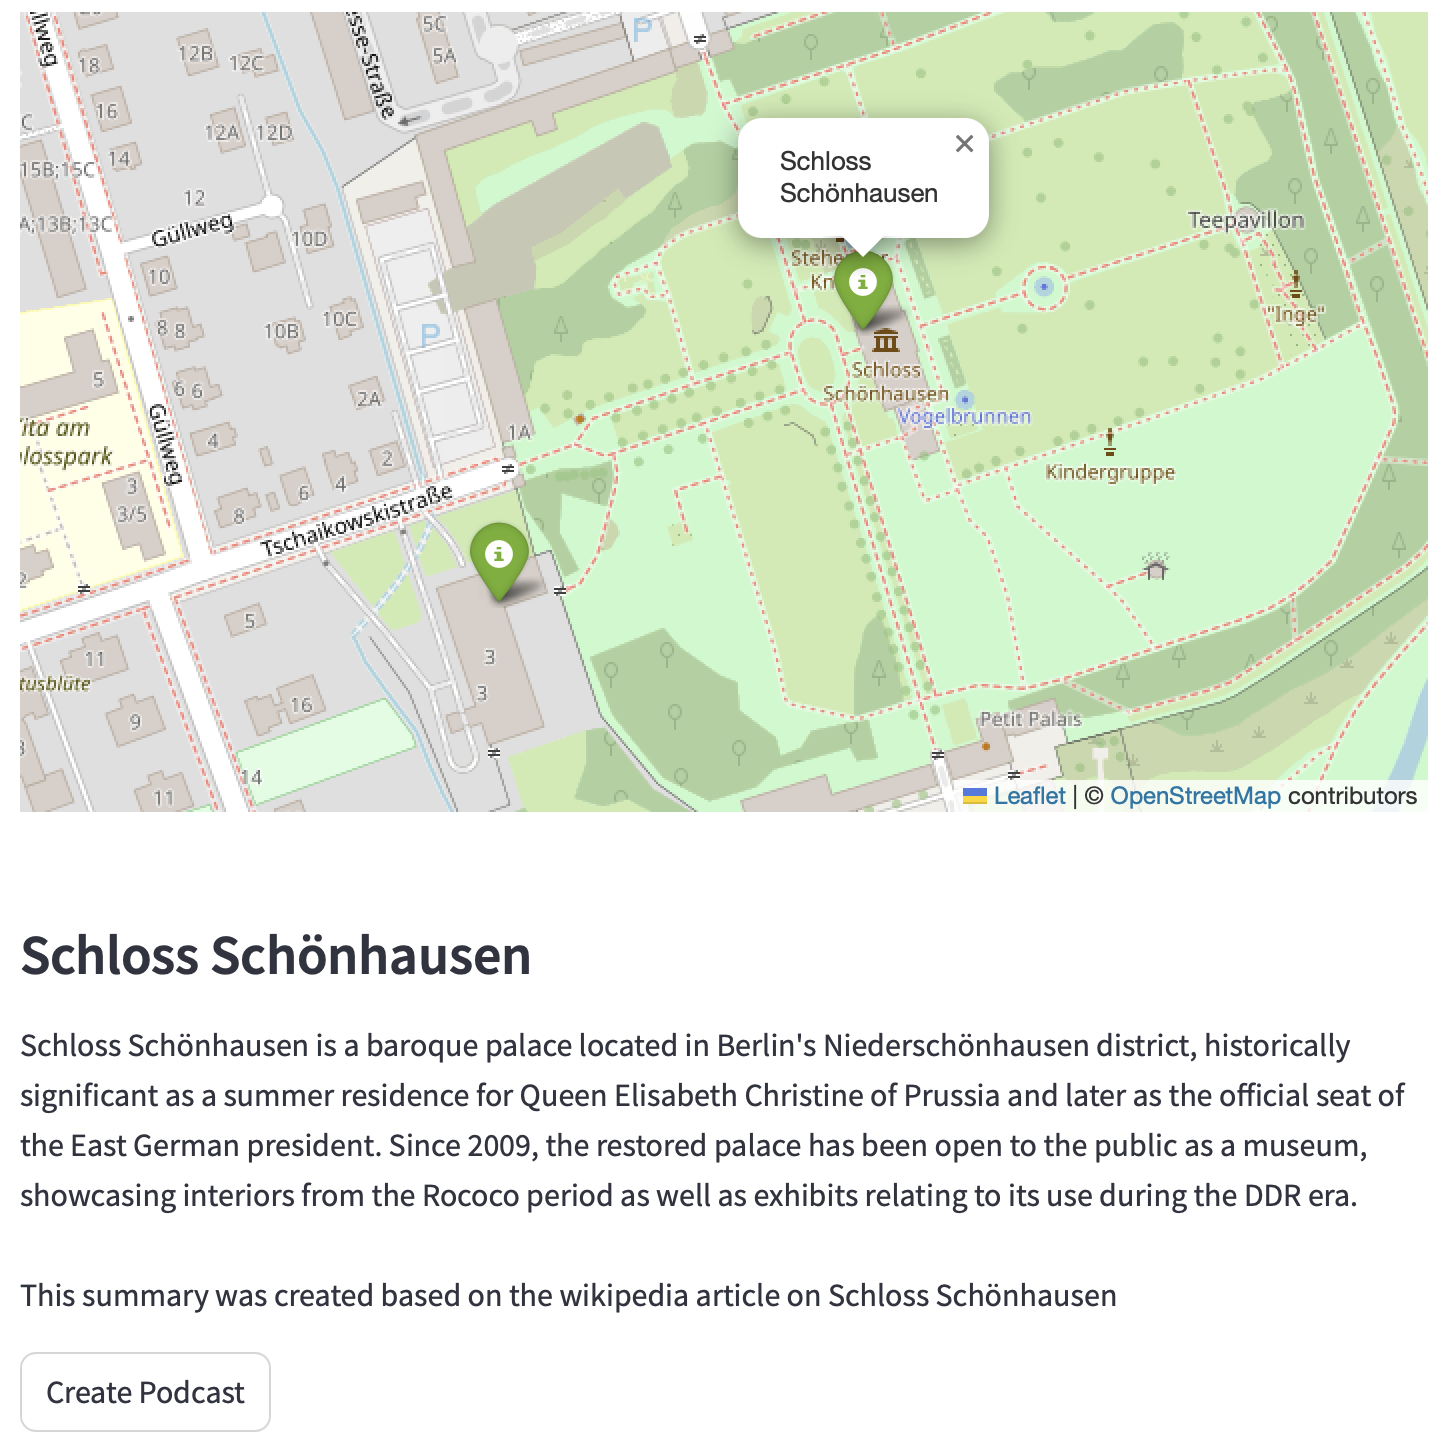 llweg
sse-Straße
5C
5A
P
18
12B
12C
16
12A
12D
C
14
15B;15C
12
A;13B;13C
Güllweg
10D
10
8
8
10B
10C
P
5
6
6
2A
Güllweg
ita am
losspark
4
2
1A
3
3/5
8
6
4
Tschaikowskistraße
2
5
11
tusblüte
9
16
3
3
14
11
Schloss
Schönhausen
×
Teepavillon
"Inge"
Schloss
Schönhausen
Vogelbrunnen
Kindergruppe
Petit Palais
Leaflet | © OpenStreetMap contributors
Schloss Schönhausen
Schloss Schönhausen is a baroque palace located in Berlin's Niederschönhausen district, historically
significant as a summer residence for Queen Elisabeth Christine of Prussia and later as the official seat of
the East German president. Since 2009, the restored palace has been open to the public as a museum,
showcasing interiors from the Rococo period as well as exhibits relating to its use during the DDR era.
This summary was created based on the wikipedia article on Schloss Schönhausen
Create Podcast